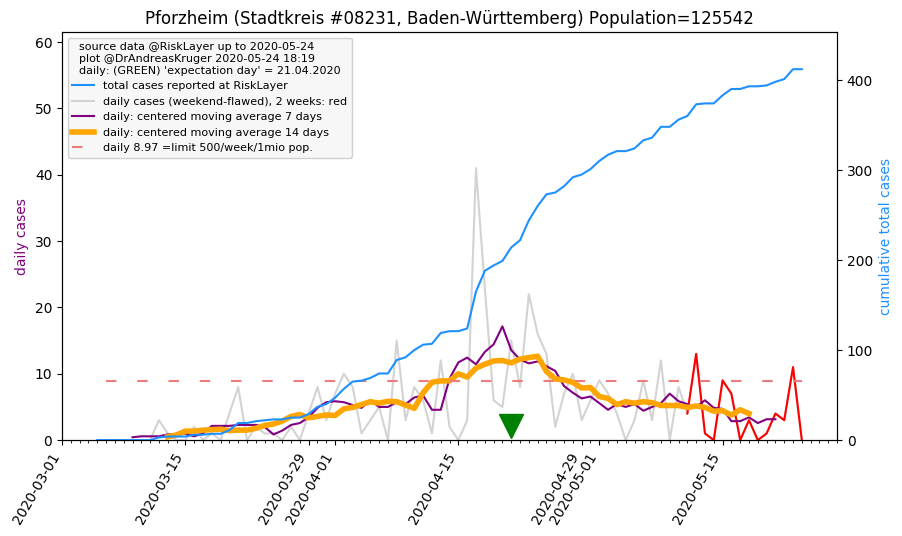 Pforzheim (Stadtkreis #08231, Baden-Württemberg) Population=125542
source data @RiskLayer up to 2020-05-24
plot @DrAndreasKruger 2020-05-24 18:19
daily: (GREEN) 'expectation day' = 21.04.2020
total cases reported at RiskLayer
daily cases (weekend-flawed), 2 weeks: red
daily: centered moving average 7 days
daily: centered moving average 14 days
daily 8.97 =limit 500/week/1mio pop.
daily cases
60
50
40
30
20
10
0
cumulative total cases
400
300
200
100
0
2020-03-01
2020-03-15
2020-03-29
2020-04-01
2020-04-15
2020-04-29
2020-05-01
2020-05-15